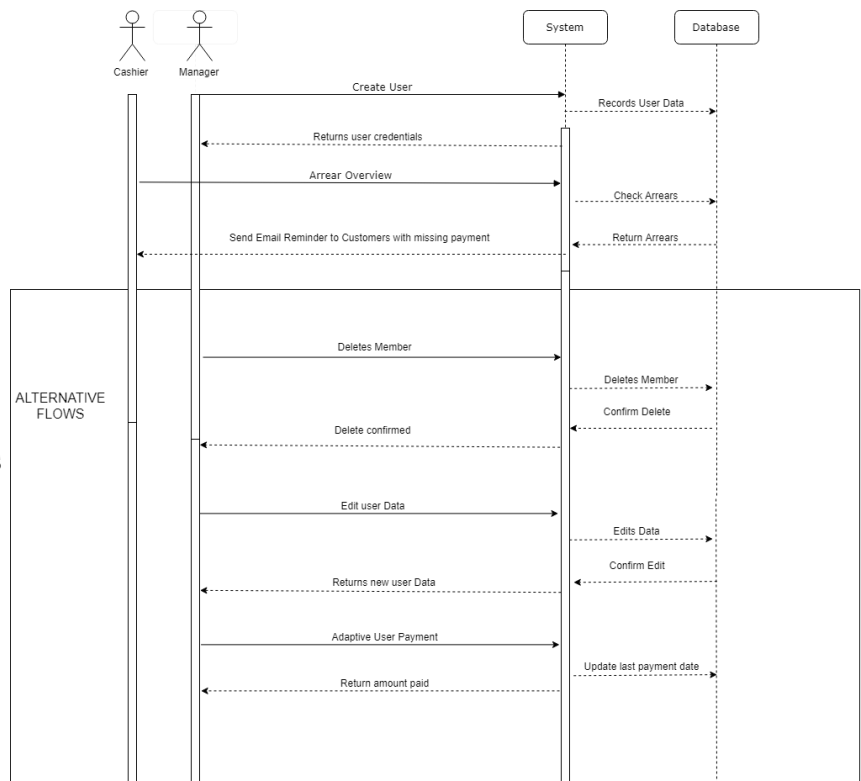 System
Database
Cashier
Manager
Create User
Records User Data
Returns user credentials
Arrear Overview
Check Arrears
Send Email Reminder to Customers with missing payment
Return Arrears
Deletes Member
Deletes Member
ALTERNATIVE
FLOWS
Confirm Delete
Delete confirmed
Edit user Data
Edits Data
Confirm Edit
Returns new user Data
Adaptive User Payment
Update last payment date
Return amount paid